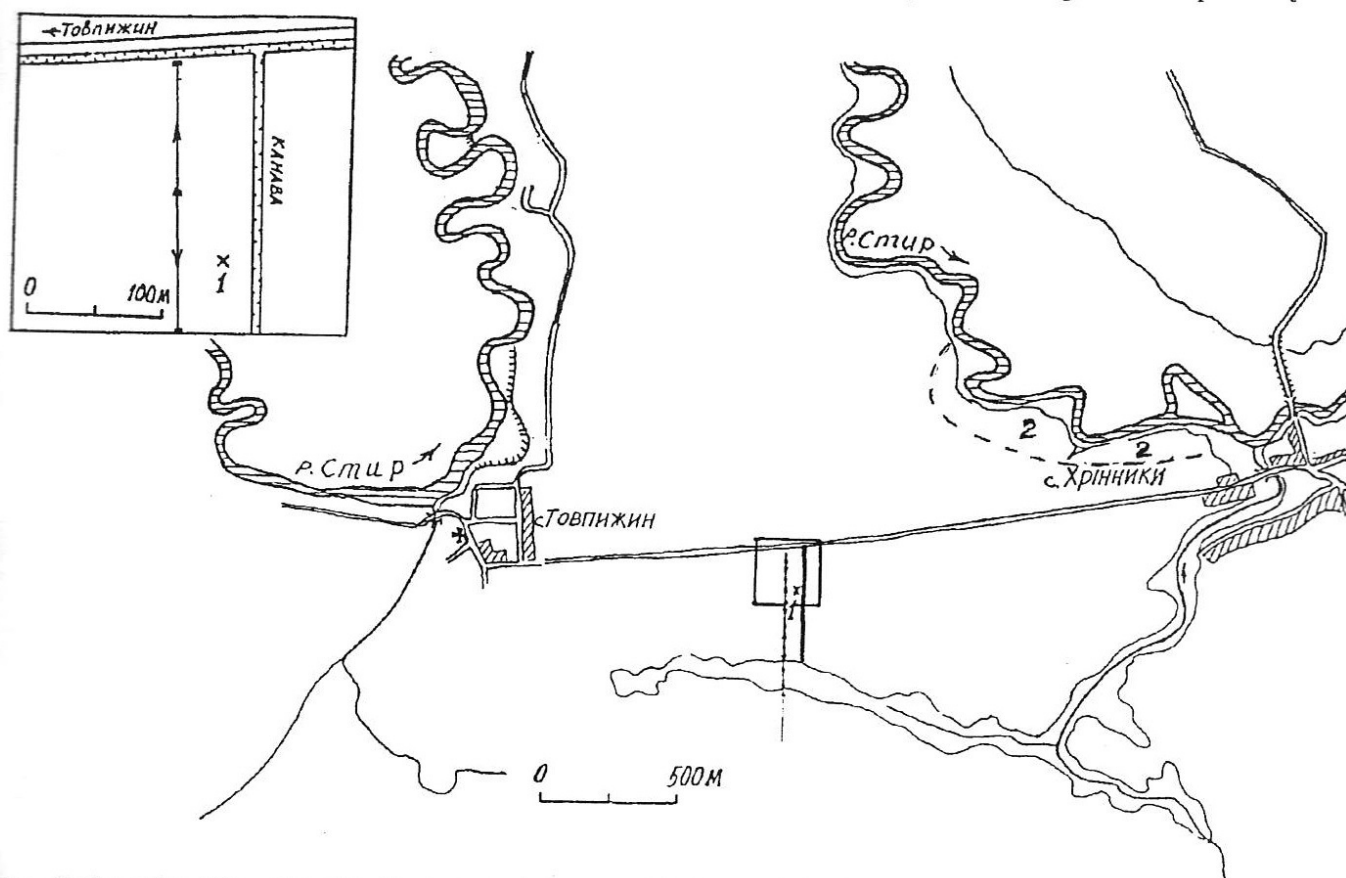 ←Товпижин
КАНАВА
×
1
0 100м
р.Стир
р.Стир
2
2
с.Хрінники
с.Товпижин
×
1
0 500м